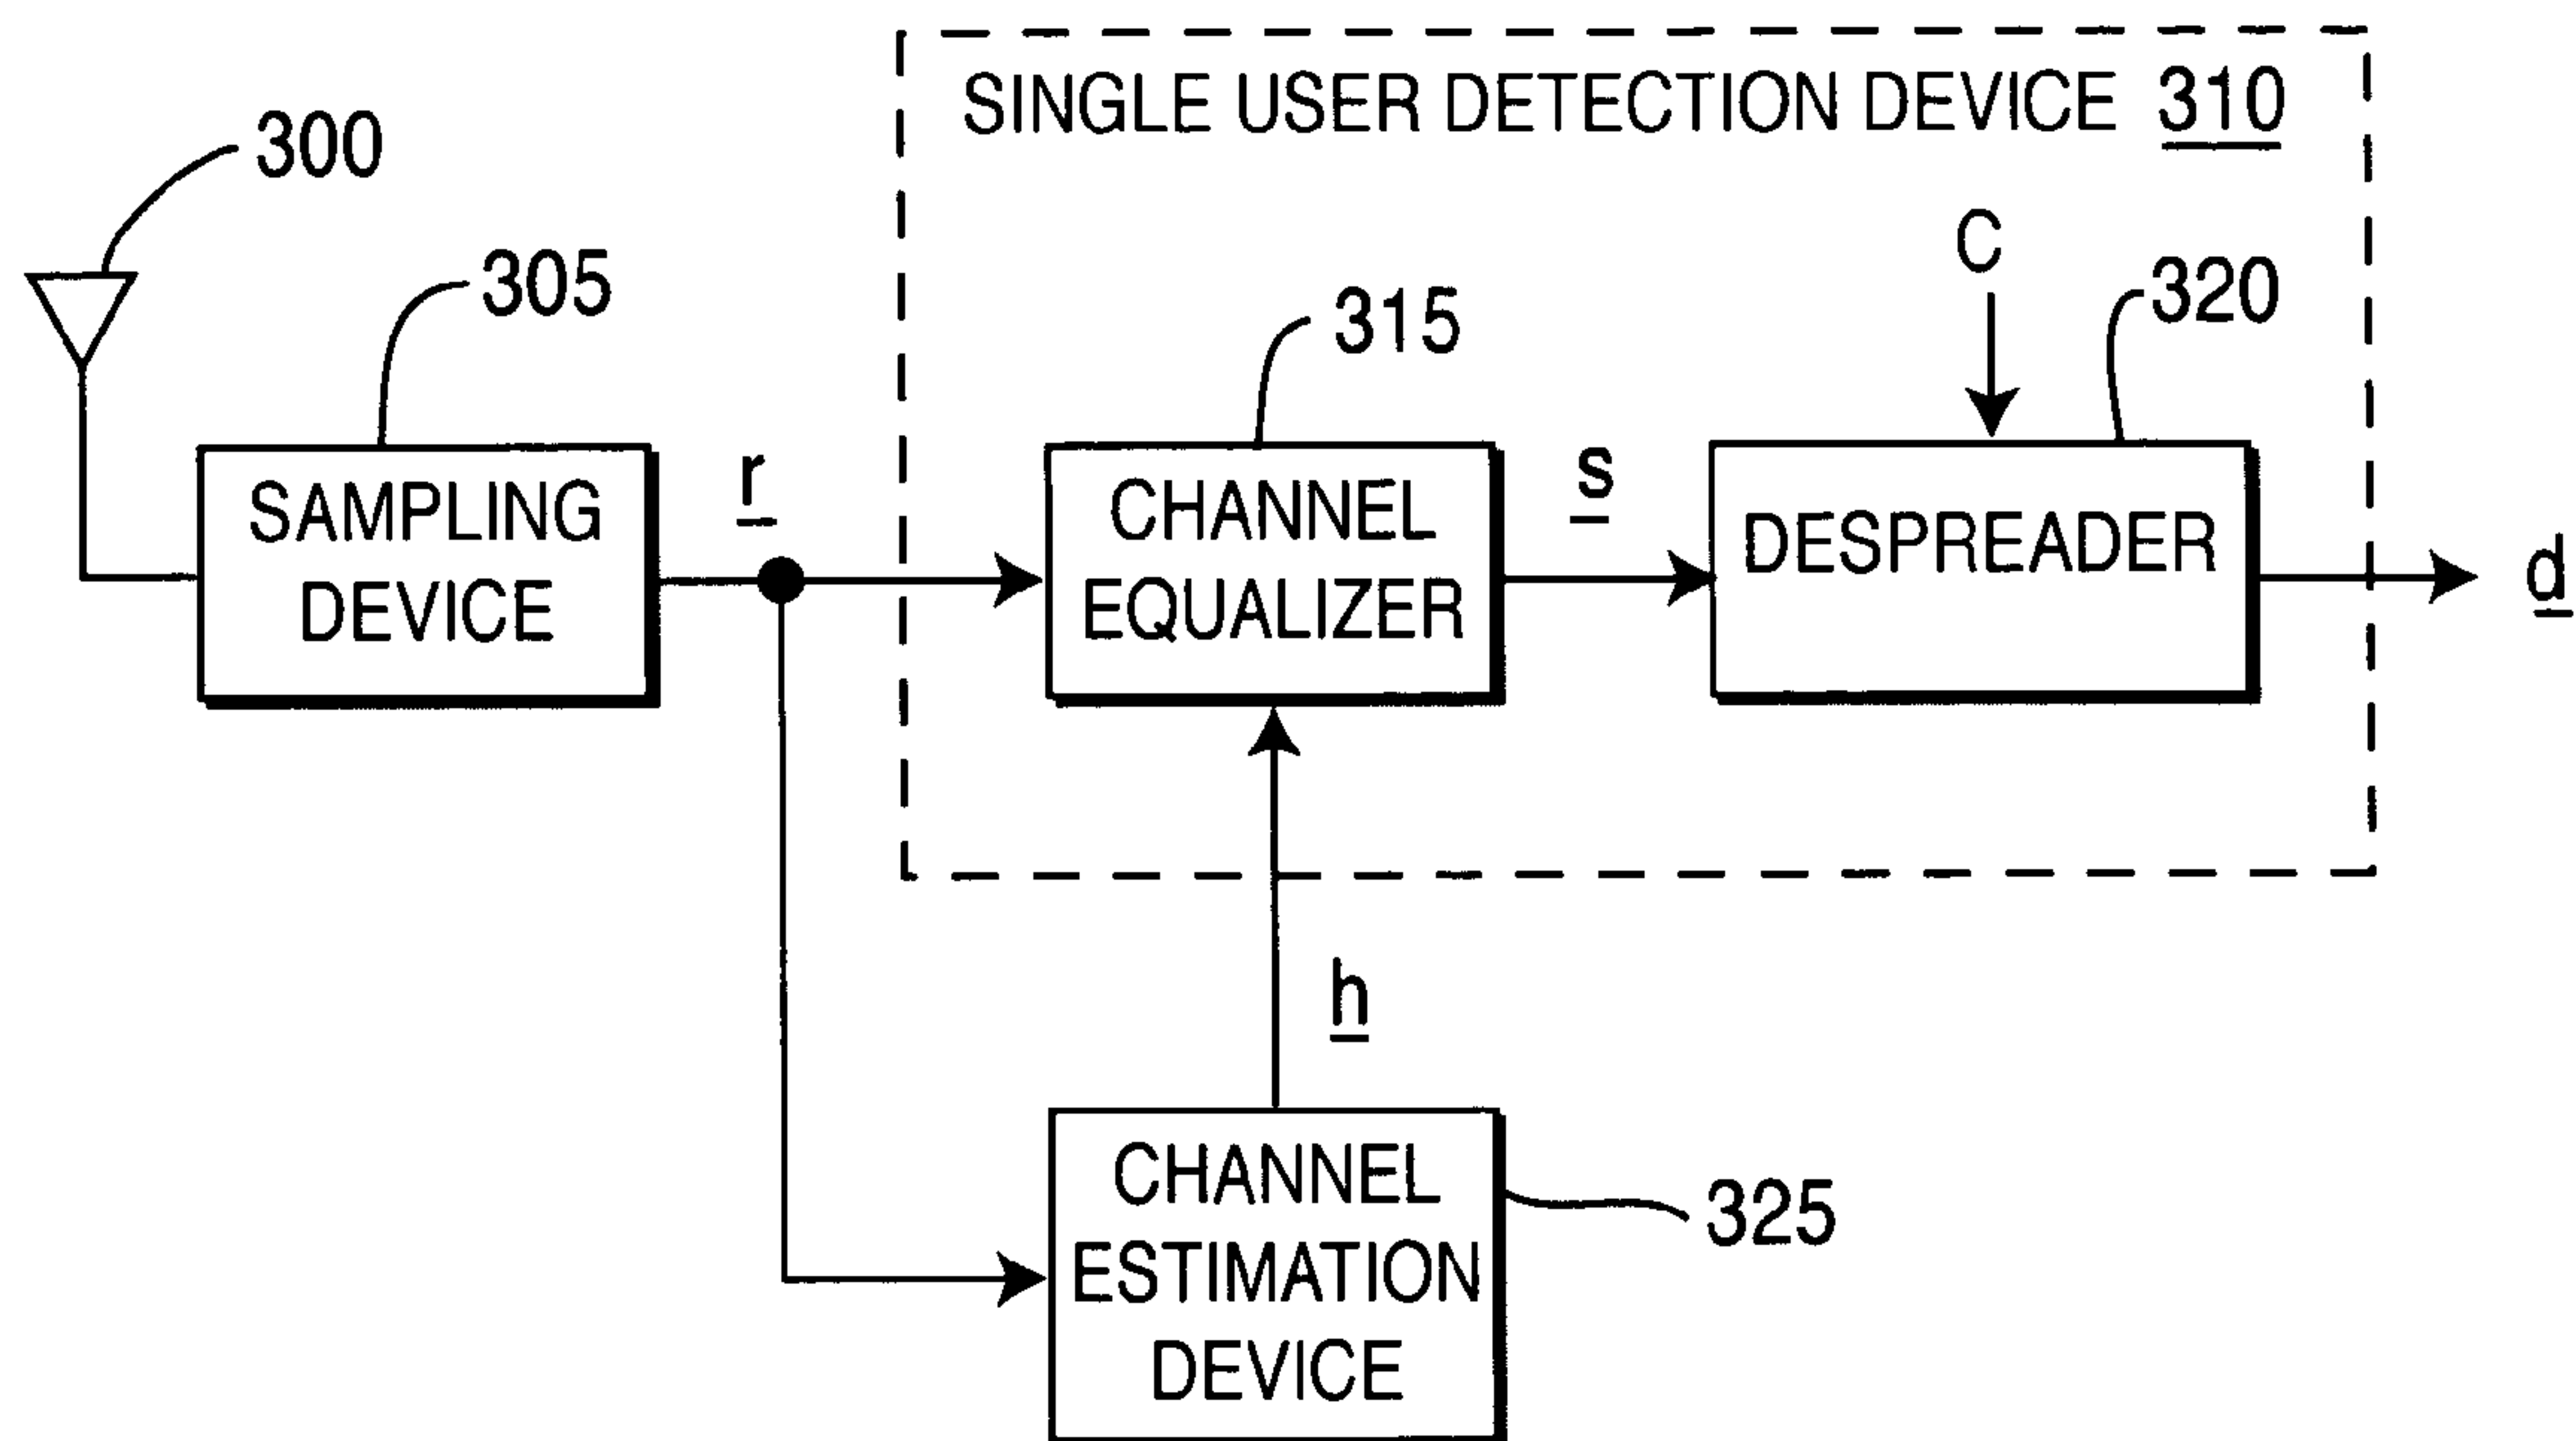 SINGLE USER DETECTION DEVICE 310
300
305
315
C
320
r
s
SAMPLING
DEVICE
CHANNEL
EQUALIZER
DESPREADER
d
h
CHANNEL
ESTIMATION
DEVICE
325